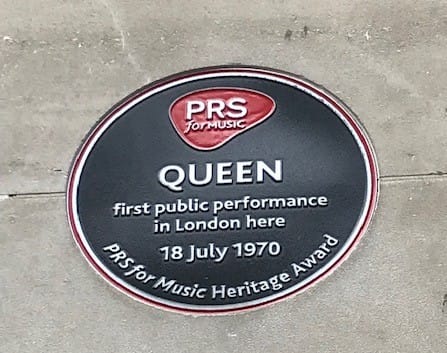 PRS
for MUSIC
QUEEN
first public performance
in London here
18 July 1970
PRS for Music Heritage Award